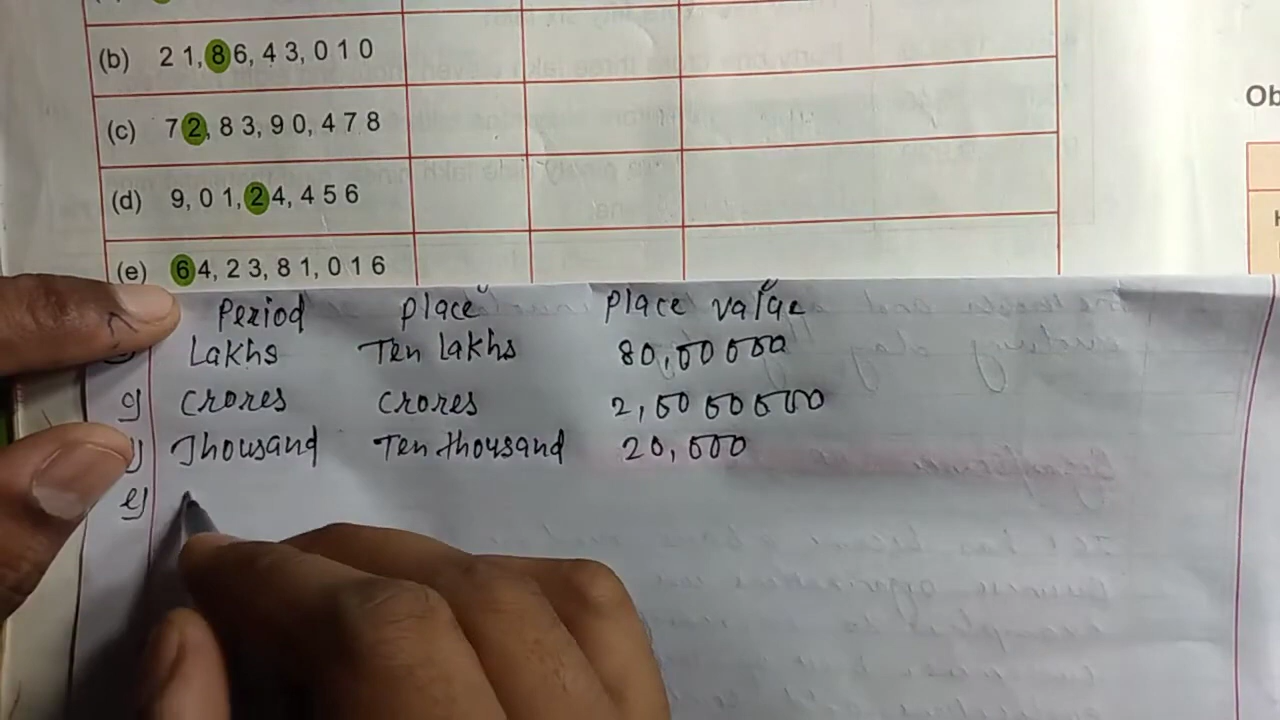 (b) 2 1, 8 6, 4 3, 0 1 0
Ob
(c) 7 2, 8 3, 9 0, 4 7 8
(d) 9, 0 1, 2 4, 4 5 6
(e) 6 4, 2 3, 8 1, 0 1 6
Period Place Place value
Lakhs Ten lakhs 80,00000
c) Crores Crores 2,0000000
Thousand Ten thousand 20,000
e)